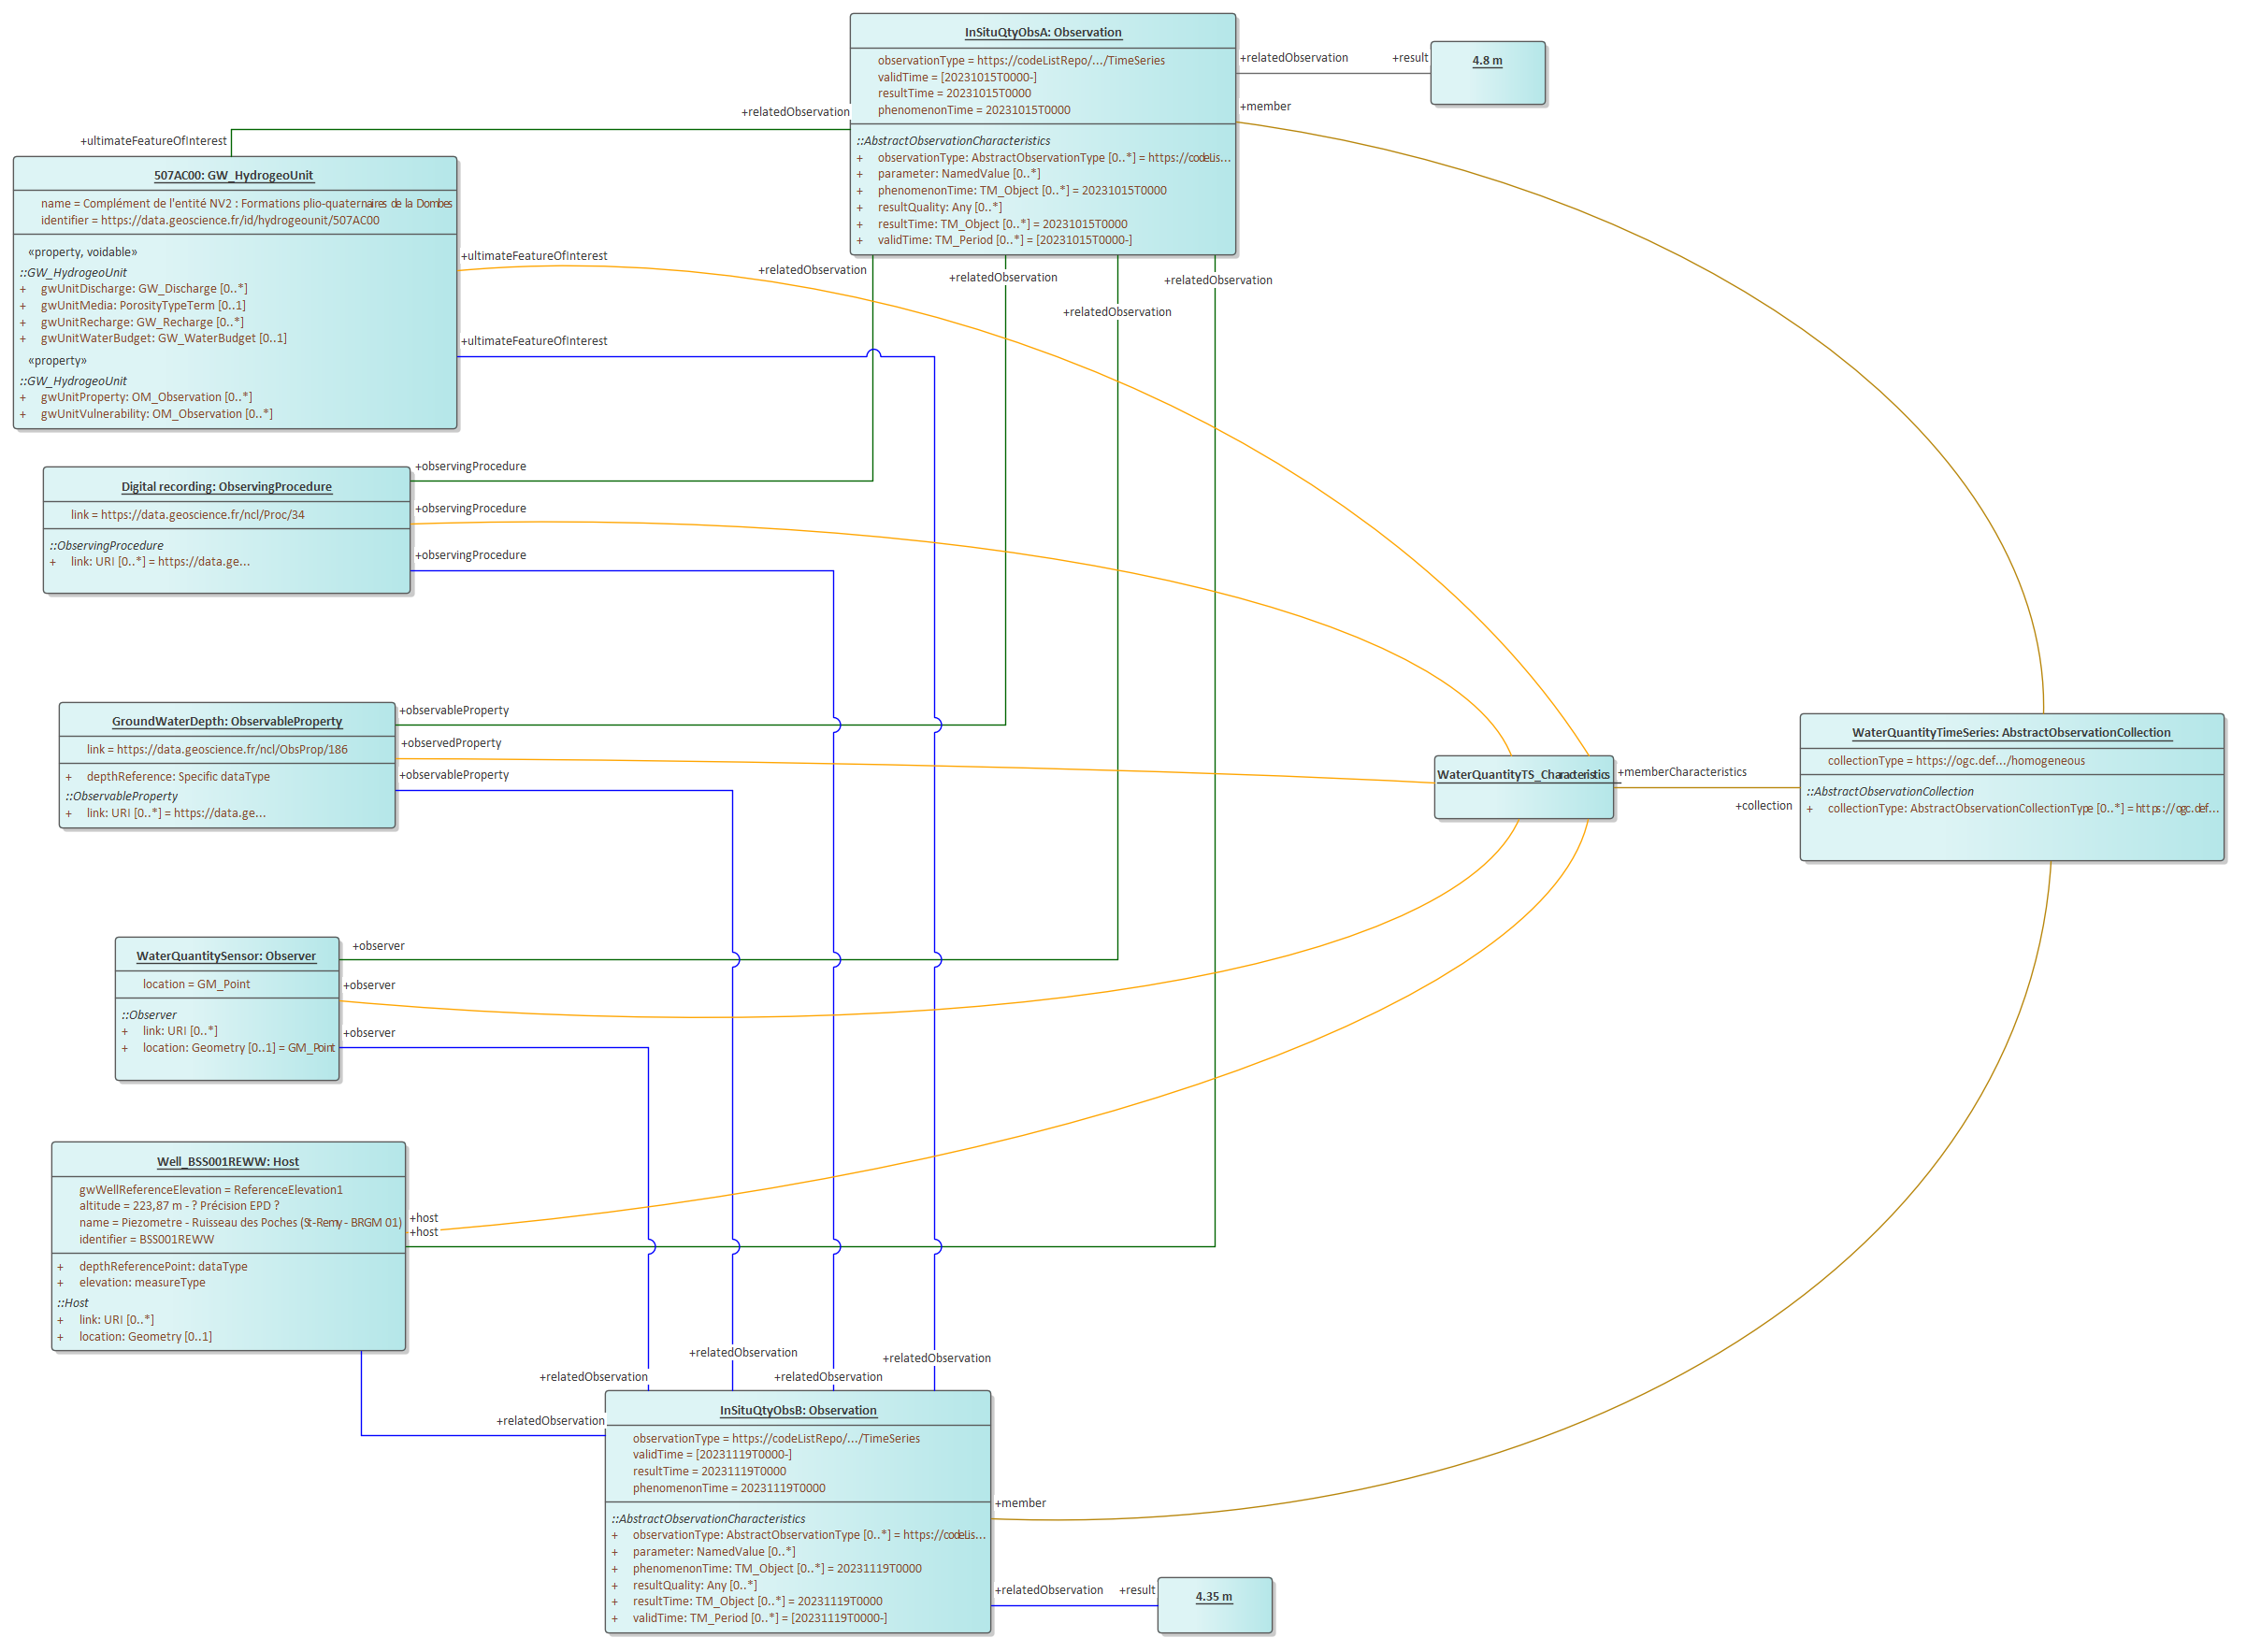 InSituQtyObsA: Observation
observationType = https://codeListRepo/.../TimeSeries
validTime = [20231015T0000-]
resultTime = 20231015T0000
phenomenonTime = 20231015T0000
::AbstractObservationCharacteristics
+ observationType: AbstractObservationType [0..*] = https://codeLis...
+ parameter: NamedValue [0..*]
+ phenomenonTime: TM_Object [0..*] = 20231015T0000
+ resultQuality: Any [0..*]
+ resultTime: TM_Object [0..*] = 20231015T0000
+ validTime: TM_Period [0..*] = [20231015T0000-]
+relatedObservation
+result
4.8 m
+member
+relatedObservation
+ultimateFeatureOfInterest
507AC00: GW_HydrogeoUnit
name = Complément de l'entité NV2 : Formations plio-quaternaires de la Dombes
identifier = https://data.geoscience.fr/id/hydrogeounit/507AC00
«property, voidable»
::GW_HydrogeoUnit
+ gwUnitDischarge: GW_Discharge [0..*]
+ gwUnitMedia: PorosityTypeTerm [0..1]
+ gwUnitRecharge: GW_Recharge [0..*]
+ gwUnitWaterBudget: GW_WaterBudget [0..1]
«property»
::GW_HydrogeoUnit
+ gwUnitProperty: OM_Observation [0..*]
+ gwUnitVulnerability: OM_Observation [0..*]
+ultimateFeatureOfInterest
+ultimateFeatureOfInterest
+relatedObservation
+relatedObservation
+relatedObservation
+relatedObservation
Digital recording: ObservingProcedure
link = https://data.geoscience.fr/ncl/Proc/34
::ObservingProcedure
+ link: URI [0..*] = https://data.ge...
+observingProcedure
+observingProcedure
+observingProcedure
GroundWaterDepth: ObservableProperty
link = https://data.geoscience.fr/ncl/ObsProp/186
+ depthReference: Specific dataType
::ObservableProperty
+ link: URI [0..*] = https://data.ge...
+observableProperty
+observedProperty
+observableProperty
WaterQuantityTS_Characteristics
+memberCharacteristics
+collection
WaterQuantityTimeSeries: AbstractObservationCollection
collectionType = https://ogc.def.../homogeneous
::AbstractObservationCollection
+ collectionType: AbstractObservationCollectionType [0..*] = https://ogc.def...
WaterQuantitySensor: Observer
location = GM_Point
::Observer
+ link: URI [0..*]
+ location: Geometry [0..1] = GM_Point
+observer
+observer
+observer
Well_BSS001REWW: Host
gwWellReferenceElevation = ReferenceElevation1
altitude = 223,87 m - ? Précision EPD ?
name = Piezometre - Ruisseau des Poches (St-Remy - BRGM 01)
identifier = BSS001REWW
+ depthReferencePoint: dataType
+ elevation: measureType
::Host
+ link: URI [0..*]
+ location: Geometry [0..1]
+host
+host
+relatedObservation
+relatedObservation
+relatedObservation
+relatedObservation
+relatedObservation
InSituQtyObsB: Observation
observationType = https://codeListRepo/.../TimeSeries
validTime = [20231119T0000-]
resultTime = 20231119T0000
phenomenonTime = 20231119T0000
::AbstractObservationCharacteristics
+ observationType: AbstractObservationType [0..*] = https://codeLis...
+ parameter: NamedValue [0..*]
+ phenomenonTime: TM_Object [0..*] = 20231119T0000
+ resultQuality: Any [0..*]
+ resultTime: TM_Object [0..*] = 20231119T0000
+ validTime: TM_Period [0..*] = [20231119T0000-]
+member
+relatedObservation
+result
4.35 m